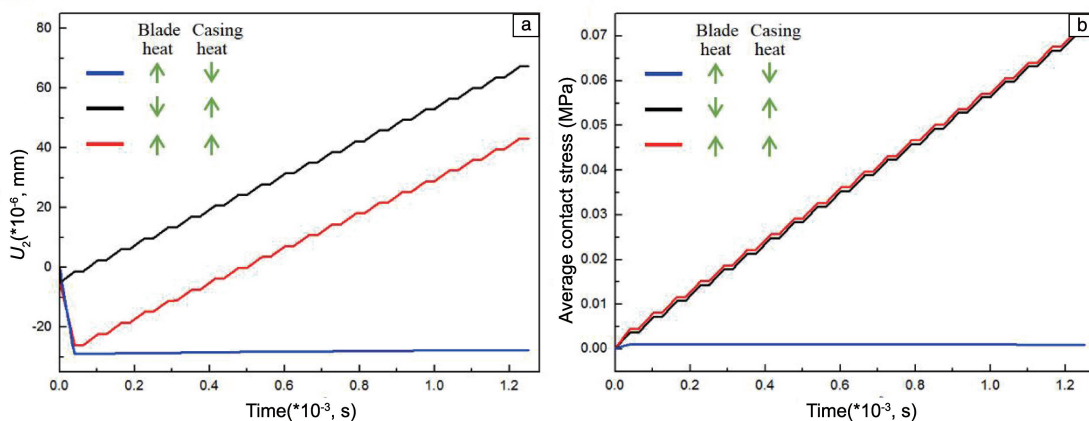 a
Blade Casing
heat heat
80
60
40
20
0
-20
U2(*10-6, mm)
0.0 0.2 0.4 0.6 0.8 1.0 1.2
Time(*10-3, s)
b
Blade Casing
heat heat
0.07
0.06
0.05
0.04
0.03
0.02
0.01
0.00
Average contact stress (MPa)
0.0 0.2 0.4 0.6 0.8 1.0 1.2
Time(*10-3, s)